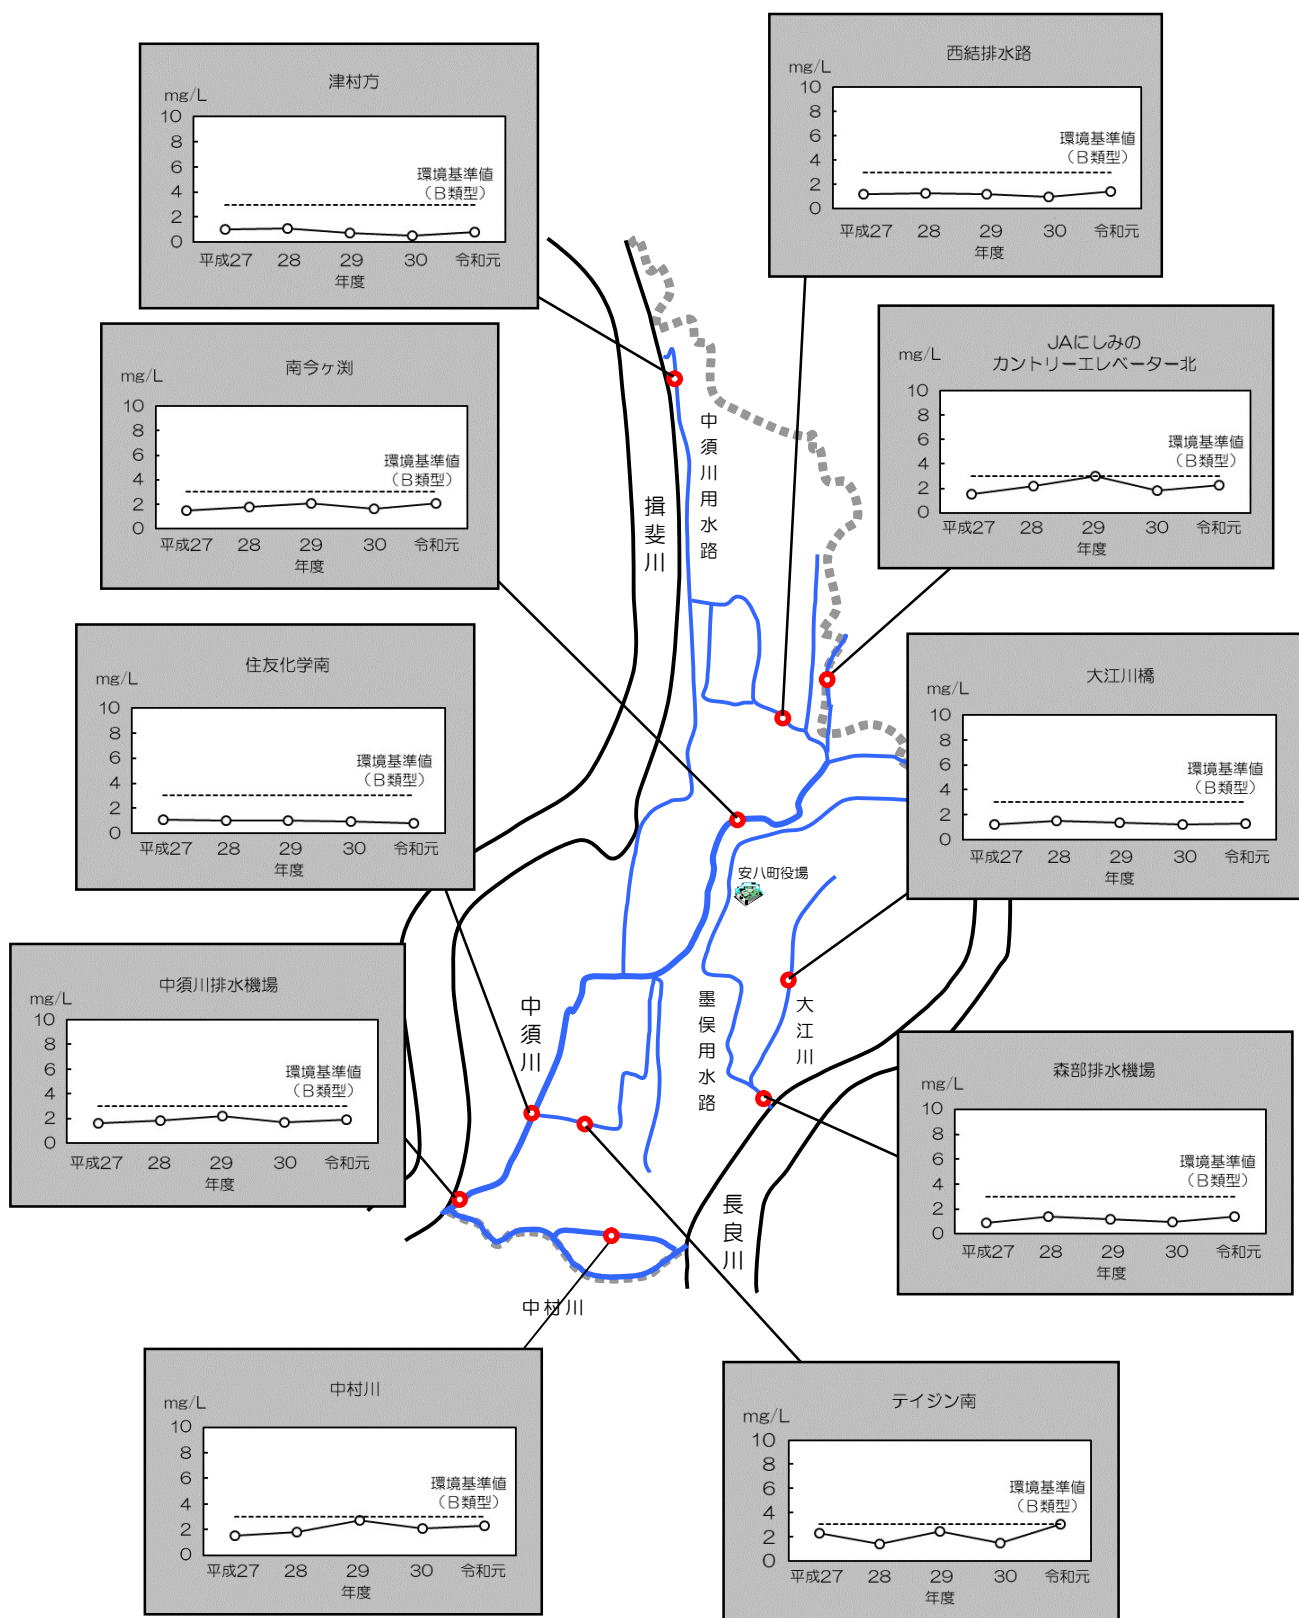 津村方
mg/L
10
8
6
4
2
0
環境基準値
（B類型）
平成27 28 29 30 令和元
年度
西結排水路
mg/L
10
8
6
4
2
0
環境基準値
（B類型）
平成27 28 29 30 令和元
年度
南今ヶ渕
mg/L
10
8
6
4
2
0
環境基準値
（B類型）
平成27 28 29 30 令和元
年度
JAにしみの
カントリーエレベーター北
mg/L
10
8
6
4
2
0
環境基準値
（B類型）
平成27 28 29 30 令和元
年度
中須川用水路
揖斐川
住友化学南
mg/L
10
8
6
4
2
0
環境基準値
（B類型）
平成27 28 29 30 令和元
年度
大江川橋
mg/L
10
8
6
4
2
0
環境基準値
（B類型）
平成27 28 29 30 令和元
年度
安八町役場
中須川排水機場
mg/L
10
8
6
4
2
0
環境基準値
（B類型）
平成27 28 29 30 令和元
年度
中須川
墨俣用水路
大江川
森部排水機場
mg/L
10
8
6
4
2
0
環境基準値
（B類型）
平成27 28 29 30 令和元
年度
長良川
中村川
中村川
mg/L
10
8
6
4
2
0
環境基準値
（B類型）
平成27 28 29 30 令和元
年度
テイジン南
mg/L
10
8
6
4
2
0
環境基準値
（B類型）
平成27 28 29 30 令和元
年度